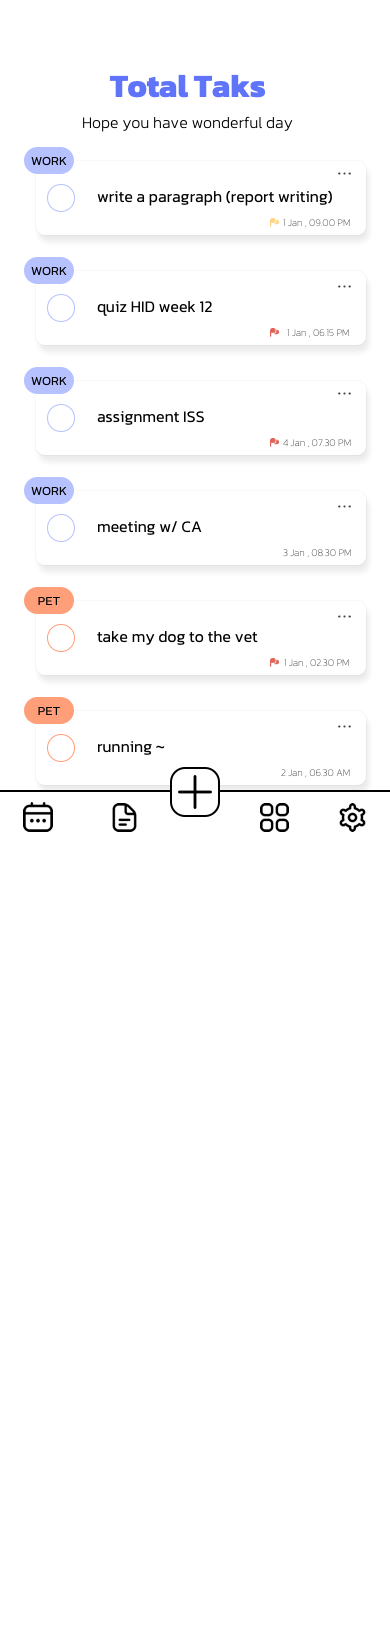 Total Taks
Hope you have wonderful day
WORK
write a paragraph (report writing)
1 Jan , 09.00 PM
WORK
quiz HID week 12
1 Jan , 06.15 PM
WORK
assignment ISS
4 Jan , 07.30 PM
WORK
meeting w/ CA
3 Jan , 08.30 PM
PET
take my dog to the vet
1 Jan , 02.30 PM
PET
running ~
2 Jan , 06.30 AM